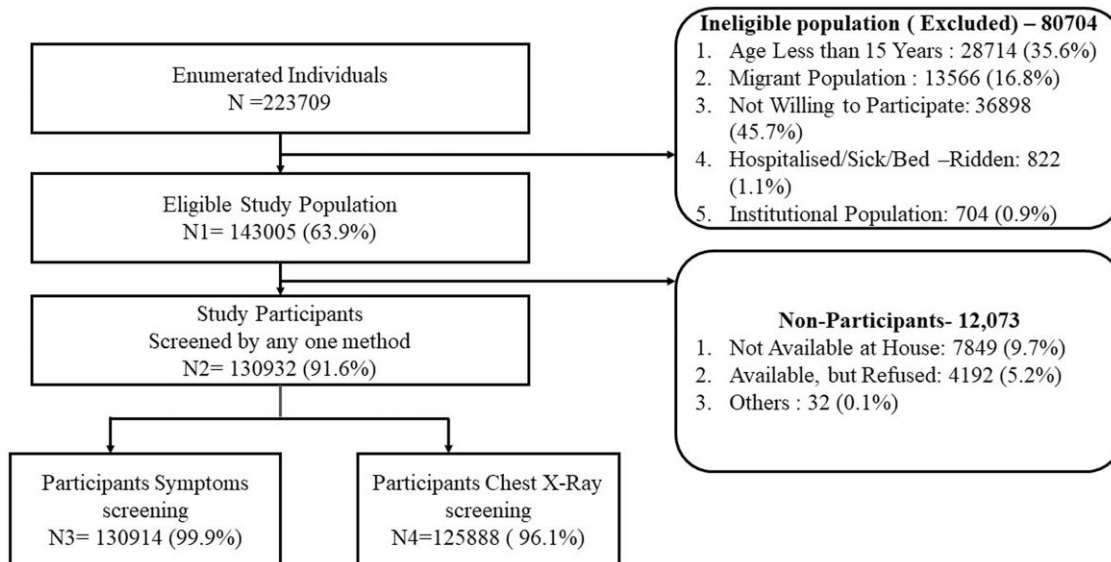 Enumerated Individuals
N =223709
Ineligible population ( Excluded) – 80704
1. Age Less than 15 Years : 28714 (35.6%)
2. Migrant Population : 13566 (16.8%)
3. Not Willing to Participate: 36898
(45.7%)
4. Hospitalised/Sick/Bed –Ridden: 822
(1.1%)
5. Institutional Population: 704 (0.9%)
Eligible Study Population
N1= 143005 (63.9%)
Non-Participants- 12,073
1. Not Available at House: 7849 (9.7%)
2. Available, but Refused: 4192 (5.2%)
3. Others : 32 (0.1%)
Study Participants
Screened by any one method
N2= 130932 (91.6%)
Participants Symptoms
screening
N3= 130914 (99.9%)
Participants Chest X-Ray
screening
N4=125888 ( 96.1%)